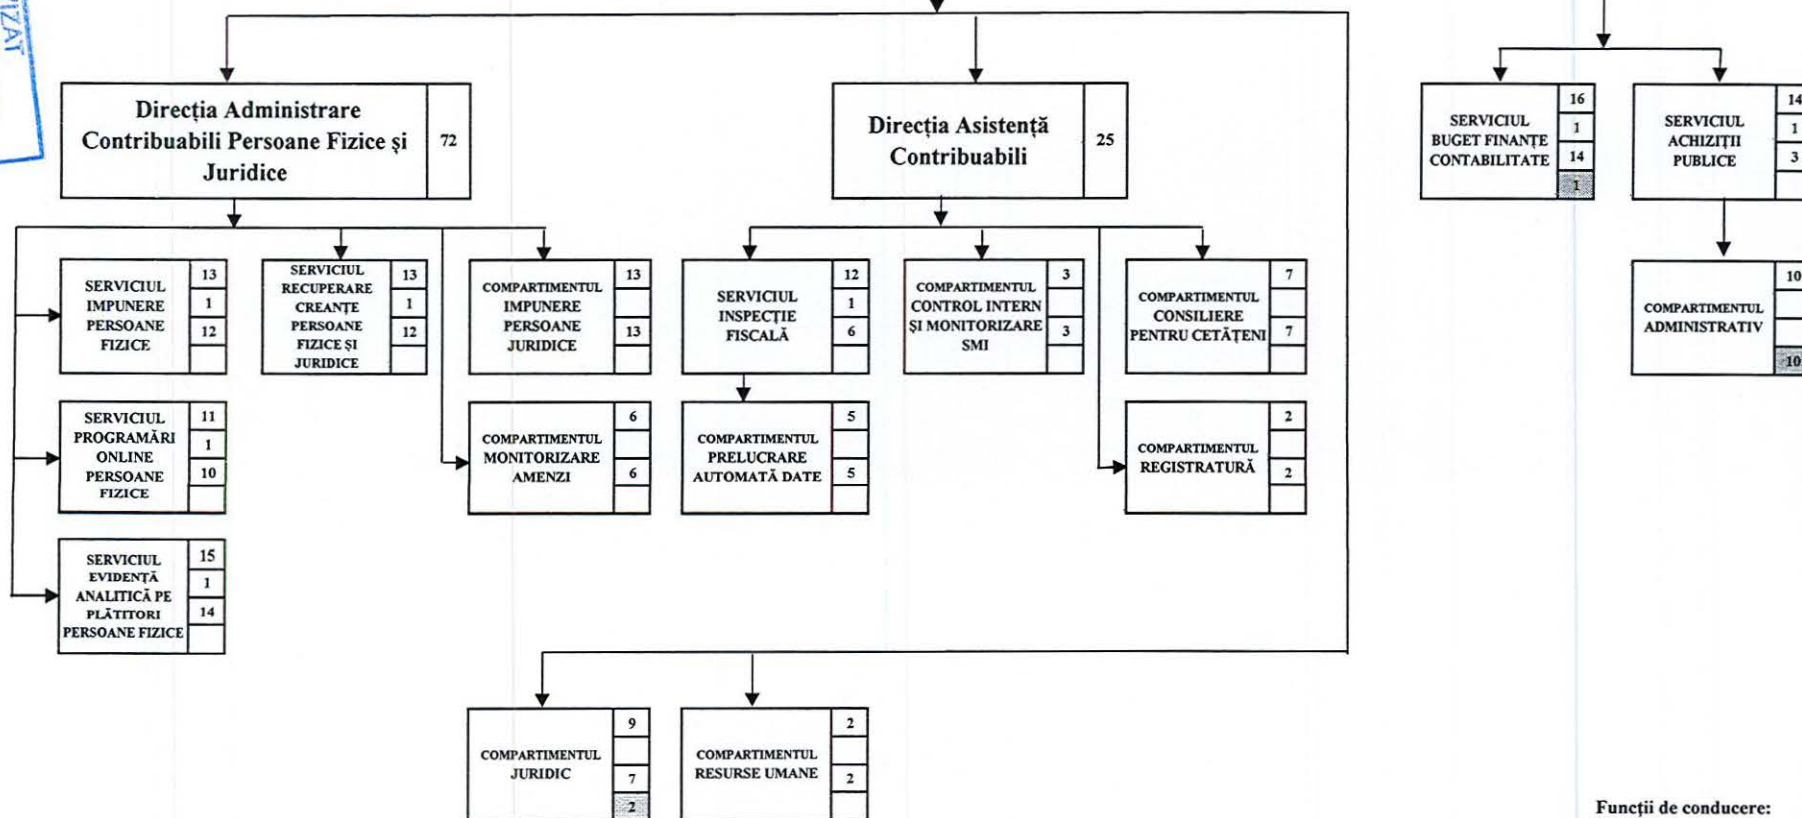 IZAT
Direcția Administrare
Contribuabili Persoane Fizice și
Juridice
72
Direcția Asistență
Contribuabili
25
SERVICIUL
BUGET FINANȚE
CONTABILITATE
16
1
14
1
SERVICIUL
ACHIZIȚII
PUBLICE
14
1
3
SERVICIUL
IMPUNERE
PERSOANE
FIZICE
13
1
12
SERVICIUL
RECUPERARE
CREANȚE
PERSOANE
FIZICE ȘI
JURIDICE
13
1
12
COMPARTIMENTUL
IMPUNERE
PERSOANE
JURIDICE
13
13
SERVICIUL
INSPECȚIE
FISCALĂ
12
1
6
COMPARTIMENTUL
CONTROL INTERN
ȘI MONITORIZARE
SMI
3
3
COMPARTIMENTUL
CONSILIERE
PENTRU CETĂȚENI
7
7
COMPARTIMENTUL
ADMINISTRATIV
10
10
SERVICIUL
PROGRAMĂRI
ONLINE
PERSOANE
FIZICE
11
1
10
COMPARTIMENTUL
MONITORIZARE
AMENZI
6
6
COMPARTIMENTUL
PRELUCRARE
AUTOMATĂ DATE
5
5
COMPARTIMENTUL
REGISTRATURĂ
2
2
SERVICIUL
EVIDENȚĂ
ANALITICĂ PE
PLĂTITORI
PERSOANE FIZICE
15
1
14
COMPARTIMENTUL
JURIDIC
9
7
2
COMPARTIMENTUL
RESURSE UMANE
2
2
Funcții de conducere: